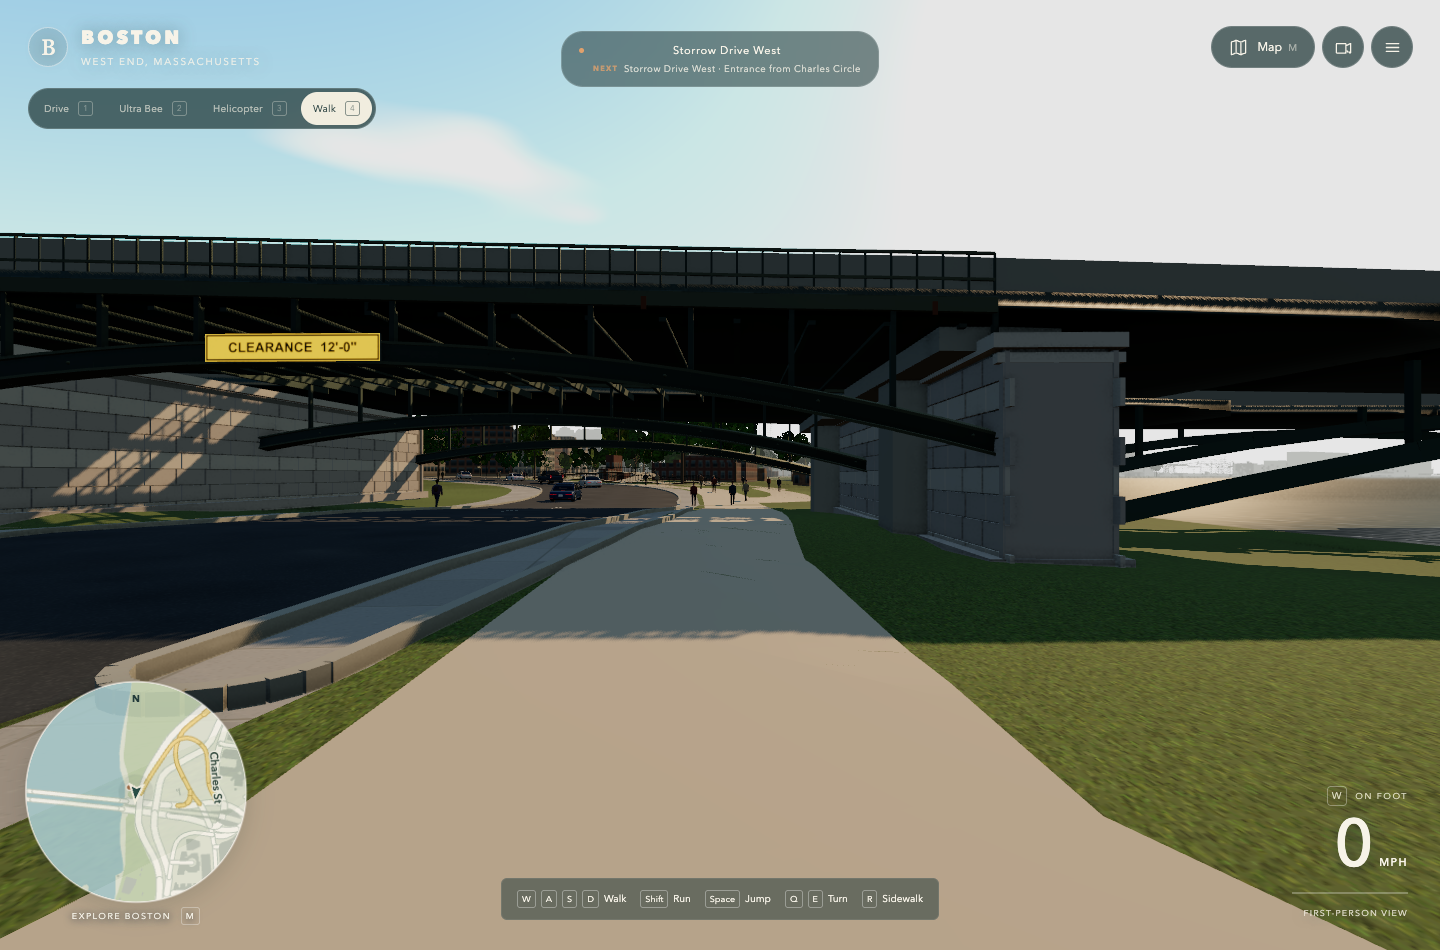 B
BOSTON
WEST END, MASSACHUSETTS
Drive 1 Ultra Bee 2 Helicopter 3 Walk 4
Storrow Drive West
NEXT Storrow Drive West · Entrance from Charles Circle
Map M
CLEARANCE 12'-0"
N
Charles St
EXPLORE BOSTON M
W A S D Walk Shift Run Space Jump Q E Turn R Sidewalk
W ON FOOT
0 MPH
FIRST-PERSON VIEW